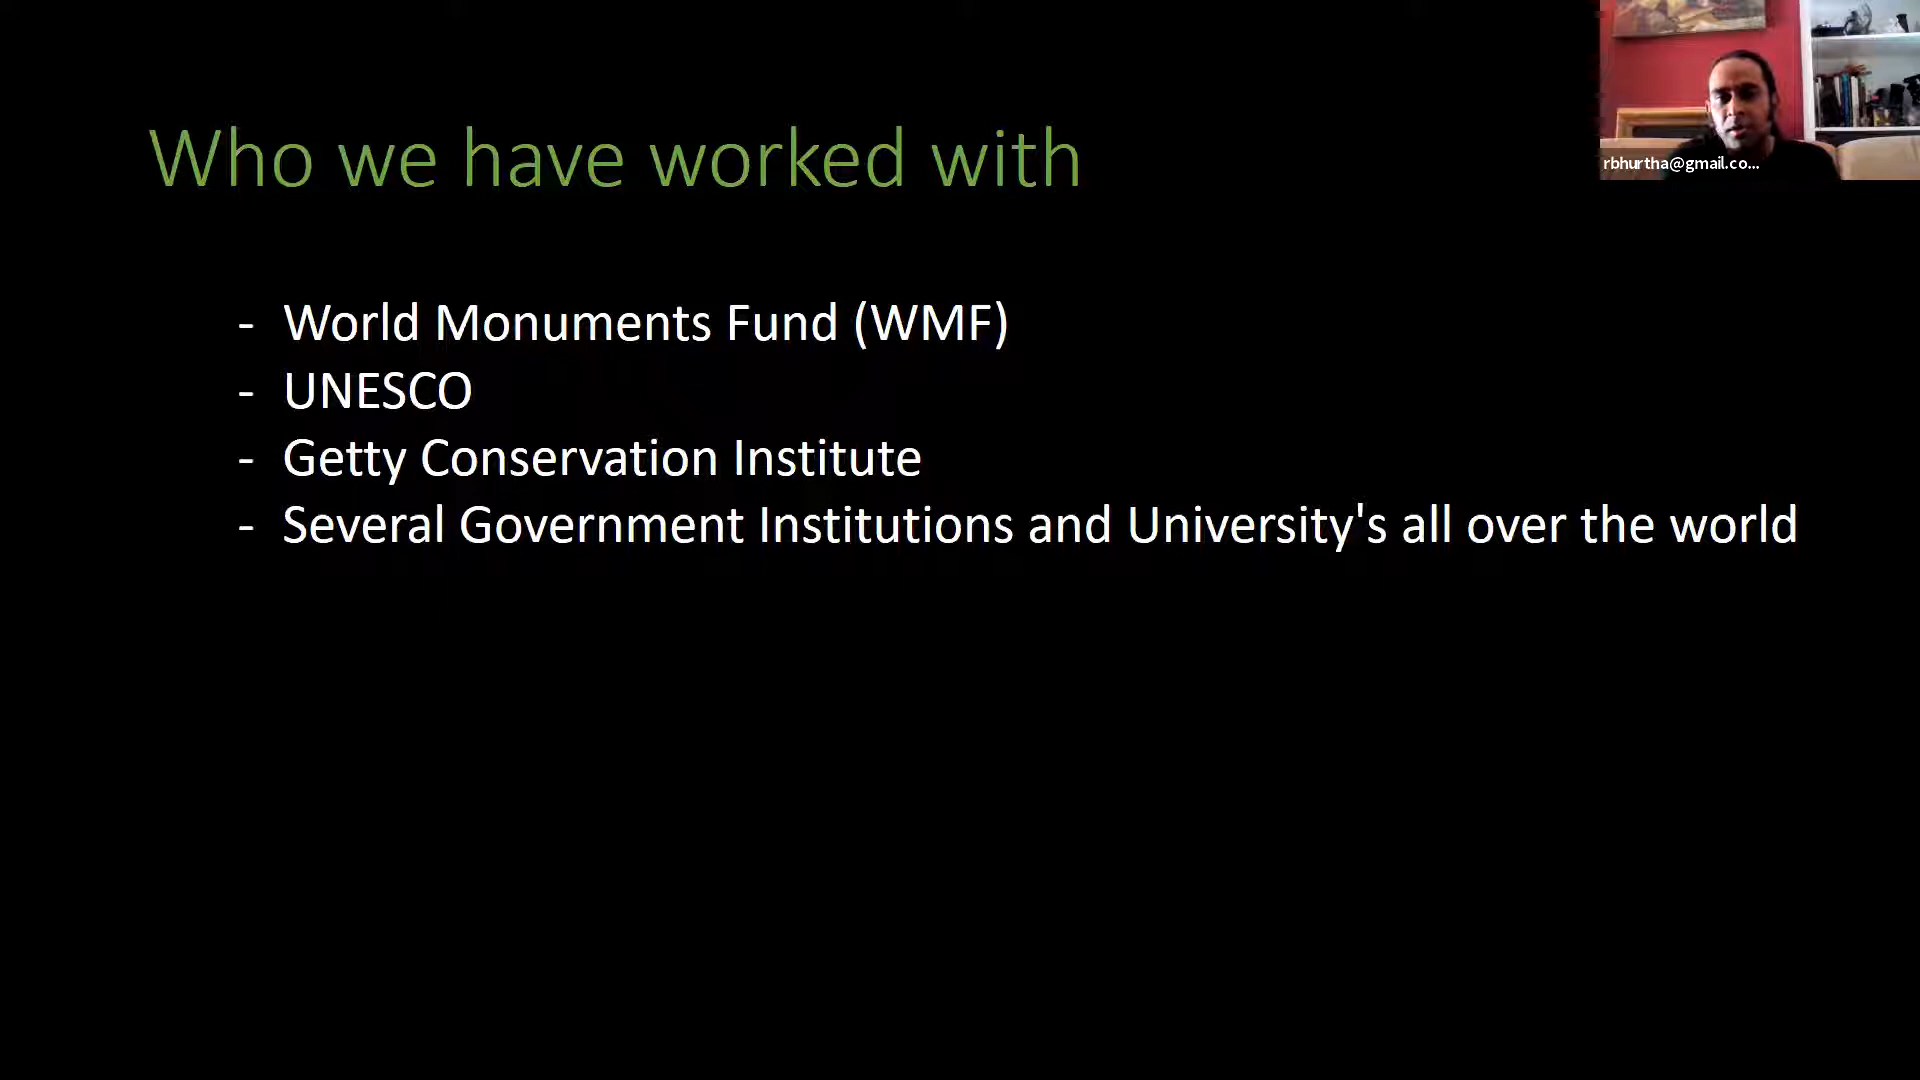 Who we have worked with
rbhurtha@gmail.co...
- World Monuments Fund (WMF)
- UNESCO
- Getty Conservation Institute
- Several Government Institutions and University's all over the world